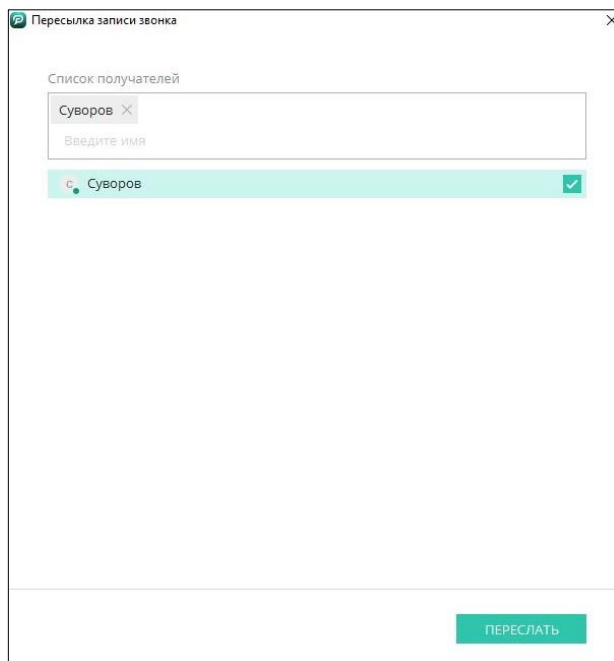 Пересылка записи звонка
Список получателей
Суворов
Введите имя
С Суворов
ПЕРЕСЛАТЬ